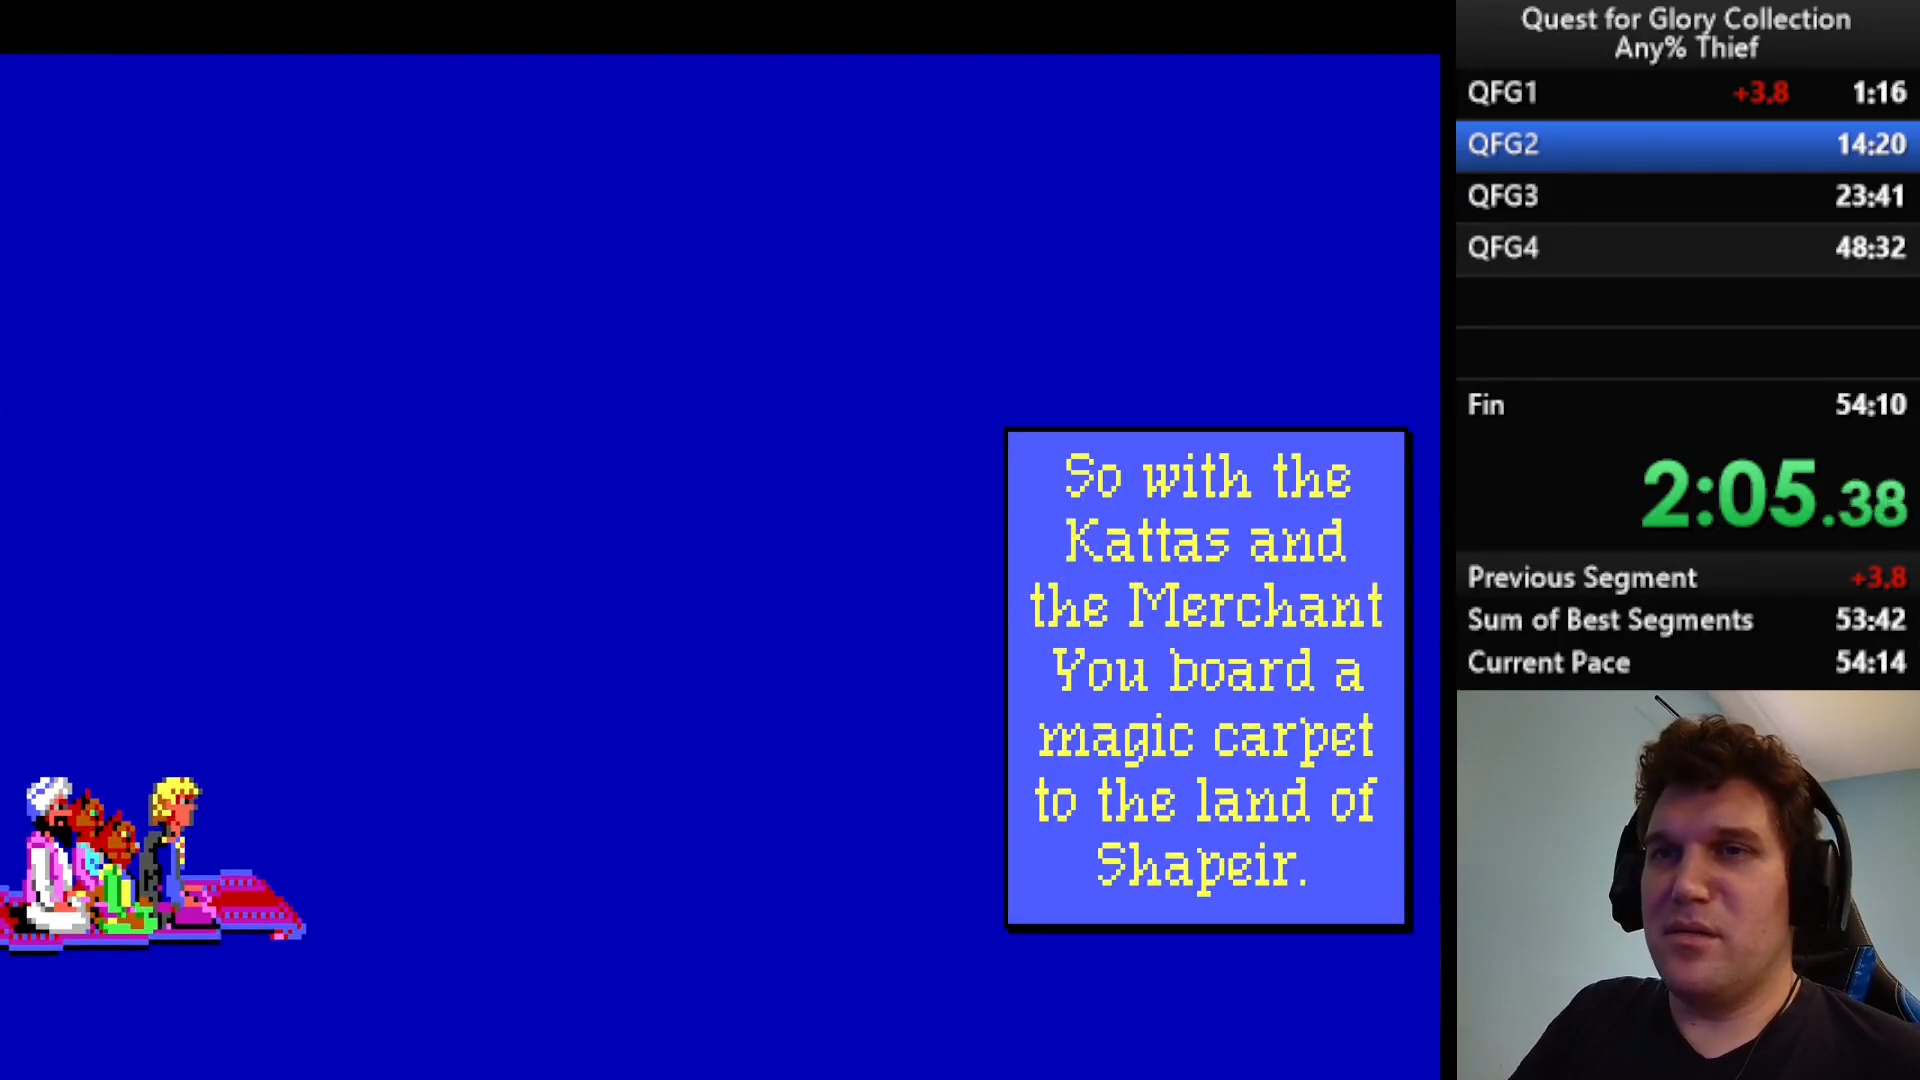 So with the
Kattas and
the Merchant
You board a
magic carpet
to the land of
Shapeir.
Quest for Glory Collection
Any% Thief
QFG1 +3.8 1:16
QFG2 14:20
QFG3 23:41
QFG4 48:32
Fin 54:10
2:05.38
Previous Segment +3.8
Sum of Best Segments 53:42
Current Pace 54:14